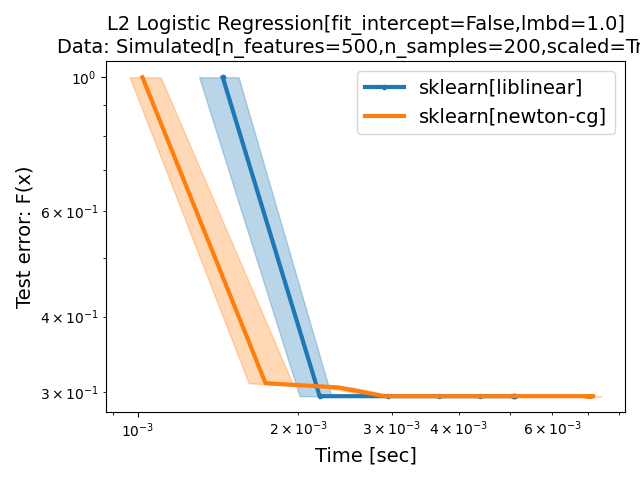 L2 Logistic Regression[fit_intercept=False,lmbd=1.0]
Data: Simulated[n_features=500,n_samples=200,scaled=Tr
sklearn[liblinear]
sklearn[newton-cg]
Test error: F(x)
10⁰
6 × 10⁻¹
4 × 10⁻¹
3 × 10⁻¹
10⁻³
2 × 10⁻³
3 × 10⁻³
4 × 10⁻³
6 × 10⁻³
Time [sec]